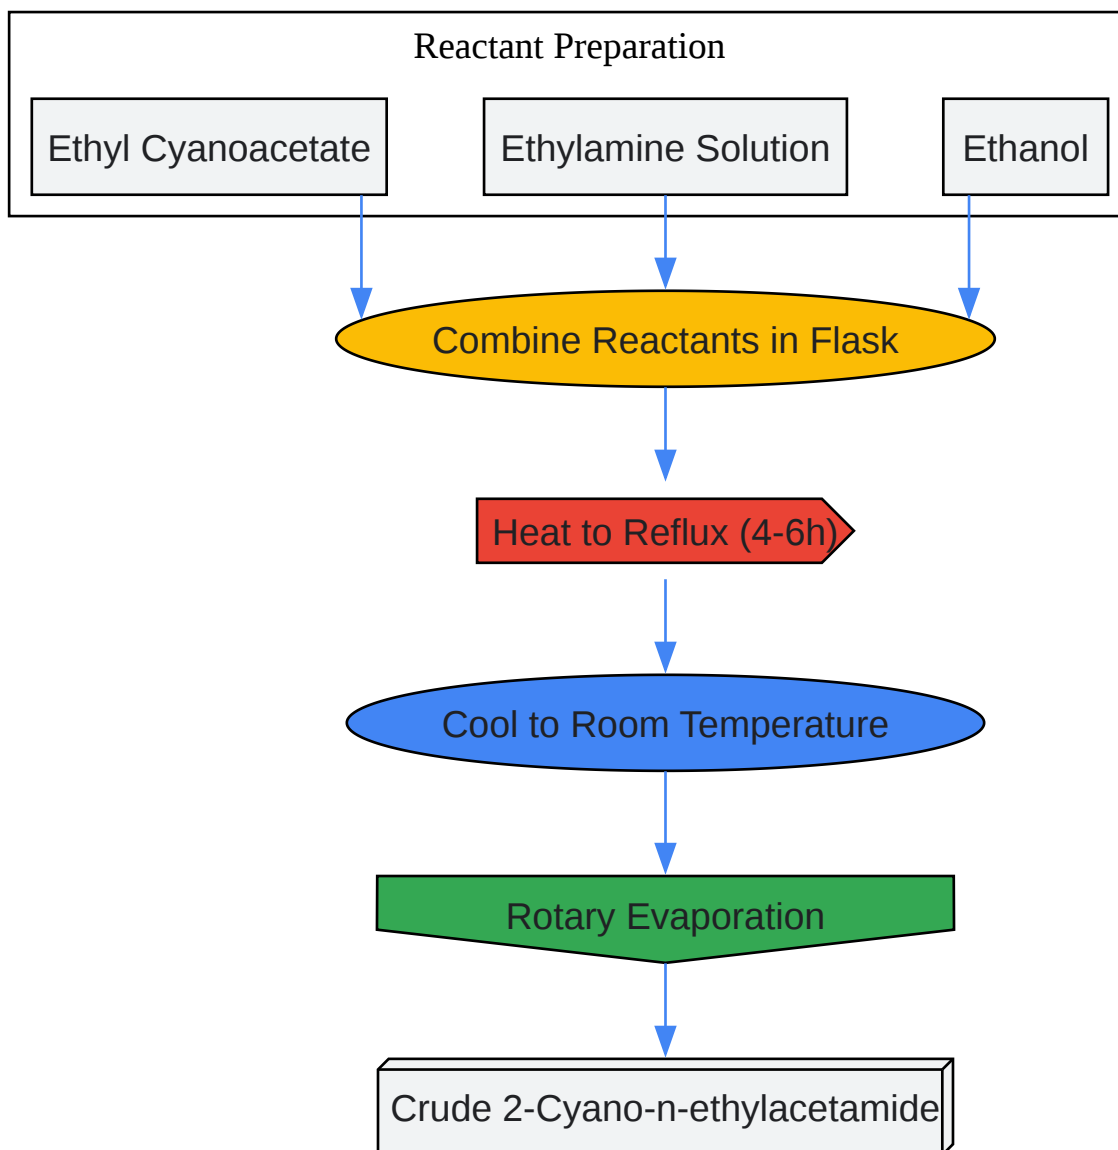 Reactant Preparation
Ethyl Cyanoacetate
Ethylamine Solution
Ethanol
Combine Reactants in Flask
Heat to Reflux (4-6h)
Cool to Room Temperature
Rotary Evaporation
Crude 2-Cyano-n-ethylacetamide